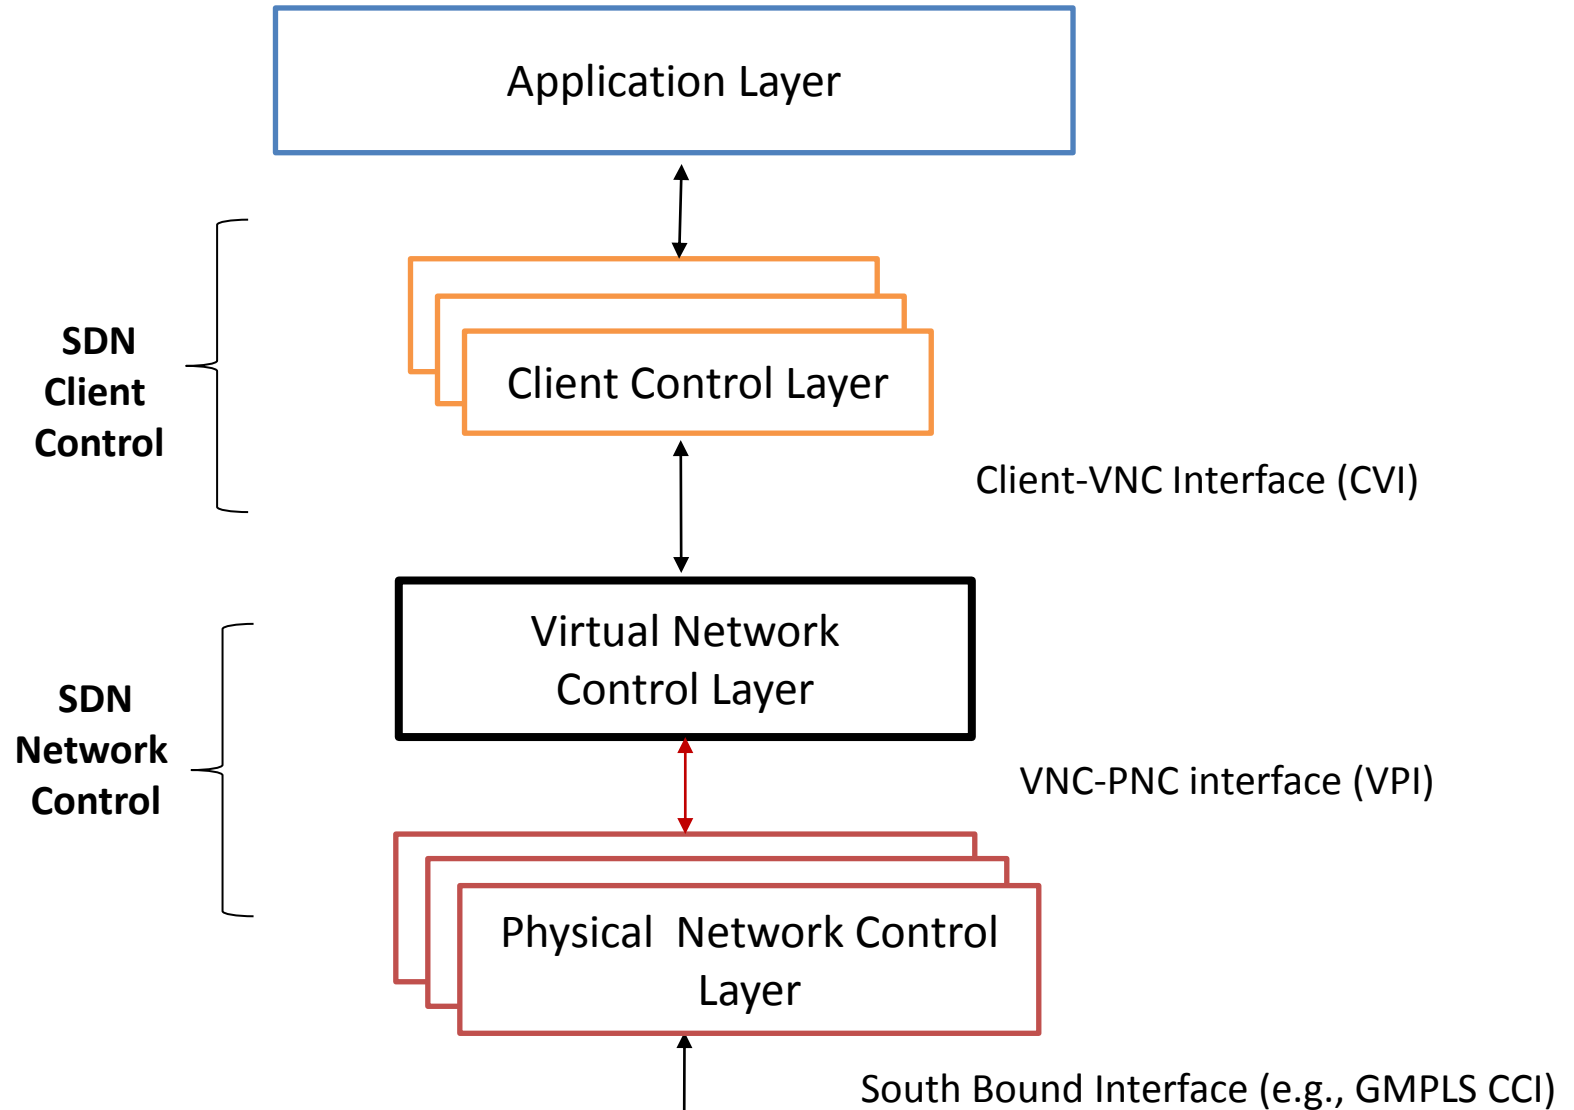 Application Layer
SDN
Client
Control
Client Control Layer
Client-VNC Interface (CVI)
Virtual Network
Control Layer
SDN
Network
Control
VNC-PNC interface (VPI)
Physical  Network Control
Layer
South Bound Interface (e.g., GMPLS CCI)